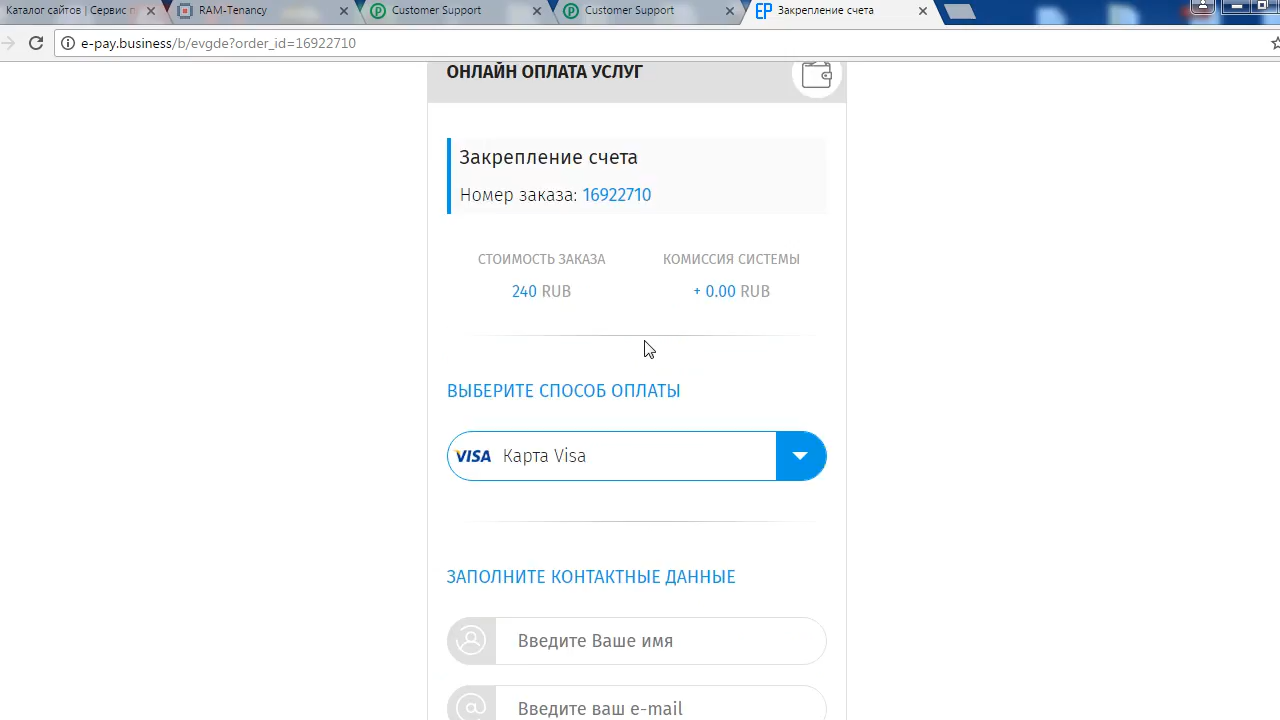 Каталог сайтов | Сервис п
RAM-Tenancy
Customer Support
Customer Support
EP Закрепление счета
e-pay.business/b/evgde?order_id=16922710
ОНЛАЙН ОПЛАТА УСЛУГ
Закрепление счета
Номер заказа: 16922710
СТОИМОСТЬ ЗАКАЗА
КОМИССИЯ СИСТЕМЫ
240 RUB
+ 0.00 RUB
ВЫБЕРИТЕ СПОСОБ ОПЛАТЫ
VISA Карта Visa
ЗАПОЛНИТЕ КОНТАКТНЫЕ ДАННЫЕ
Введите Ваше имя
@ Введите ваш e-mail